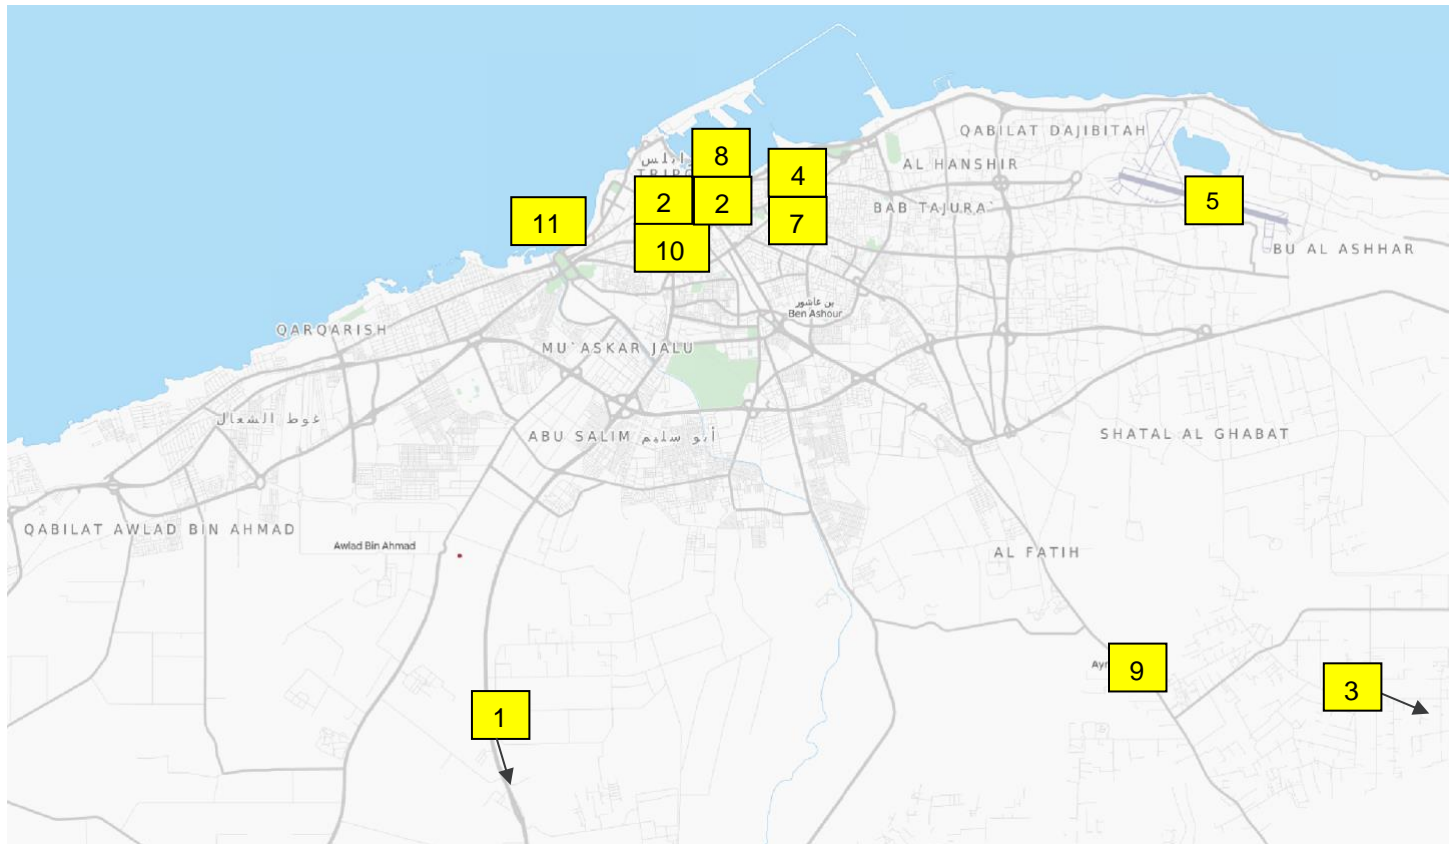 QABILAT DAJIBITAH
8
AL HANSHIR
4
2
2
5
BAB TAJURA`
11
7
10
BU AL ASHHAR
بن عاشور
Ben Ashour
QARQARISH
MU`ASKAR JALU
غوط الشعال
ABU SALIM أبو سليم
SHATAL AL GHABAT
QABILAT AWLAD BIN AHMAD
Awlad Bin Ahmad
AL FATIH
9
3
1